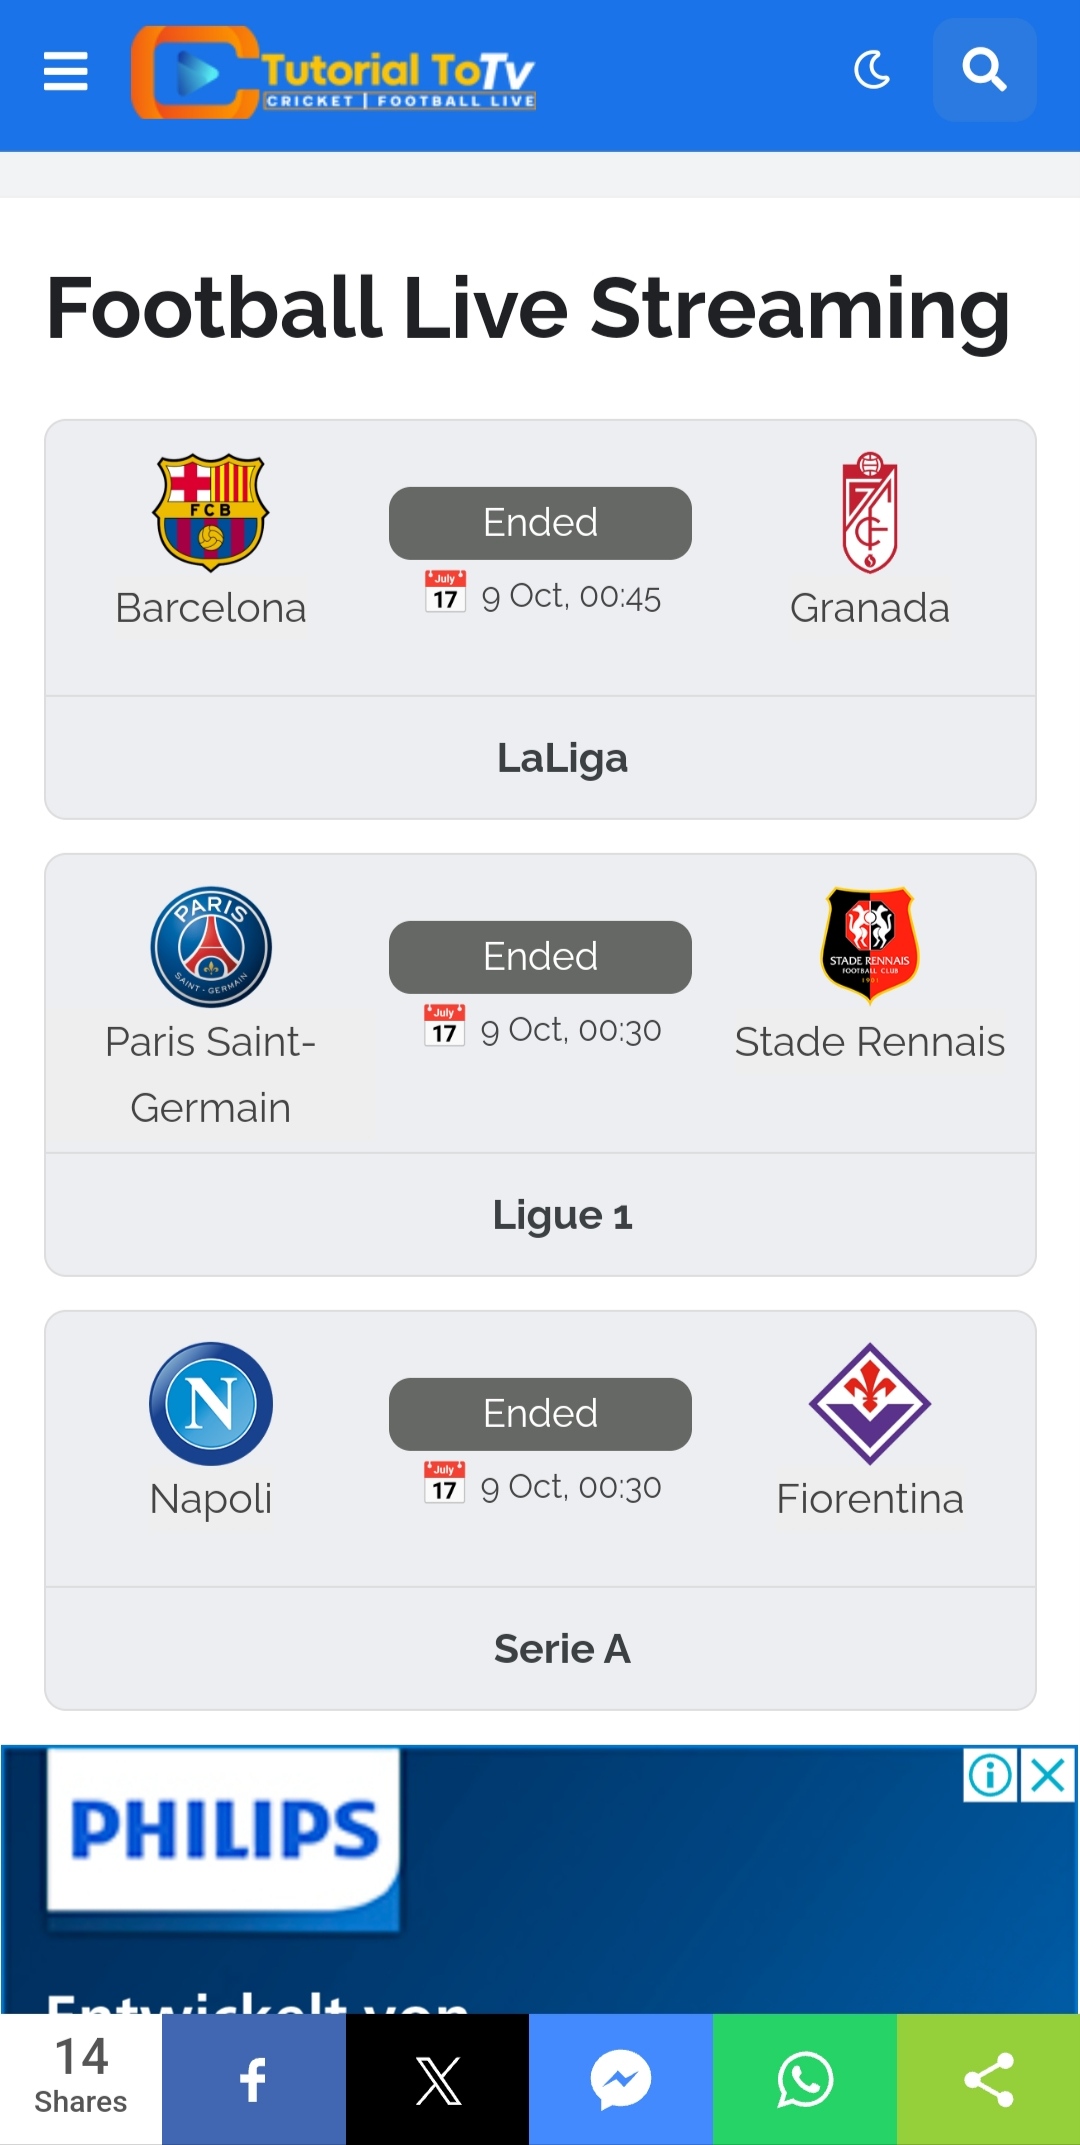 Tutorial ToTv
CRICKET | FOOTBALL LIVE
Football Live Streaming
FCB
Barcelona
Ended
July
17
9 Oct, 00:45
Granada
LaLiga
PARIS
SAINT-GERMAIN
Paris Saint-
Germain
Ended
July
17
9 Oct, 00:30
STADE RENNAIS
FOOTBALL CLUB
1901
Stade Rennais
Ligue 1
N
Napoli
Ended
July
17
9 Oct, 00:30
Fiorentina
Serie A
PHILIPS
Entwickelt von
14
Shares